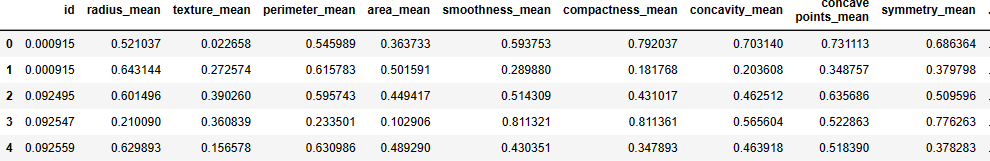 id radius_mean texture_mean perimeter_mean area_mean smoothness_mean compactness_mean concavity_mean concave points_mean symmetry_mean .
0 0.000915 0.521037 0.022658 0.545989 0.363733 0.593753 0.792037 0.703140 0.731113 0.686364 .
1 0.000915 0.643144 0.272574 0.615783 0.501591 0.289880 0.181768 0.203608 0.348757 0.379798 .
2 0.092495 0.601496 0.390260 0.595743 0.449417 0.514309 0.431017 0.462512 0.635686 0.509596 .
3 0.092547 0.210090 0.360839 0.233501 0.102906 0.811321 0.811361 0.565604 0.522863 0.776263 .
4 0.092559 0.629893 0.156578 0.630986 0.489290 0.430351 0.347893 0.463918 0.518390 0.378283 .